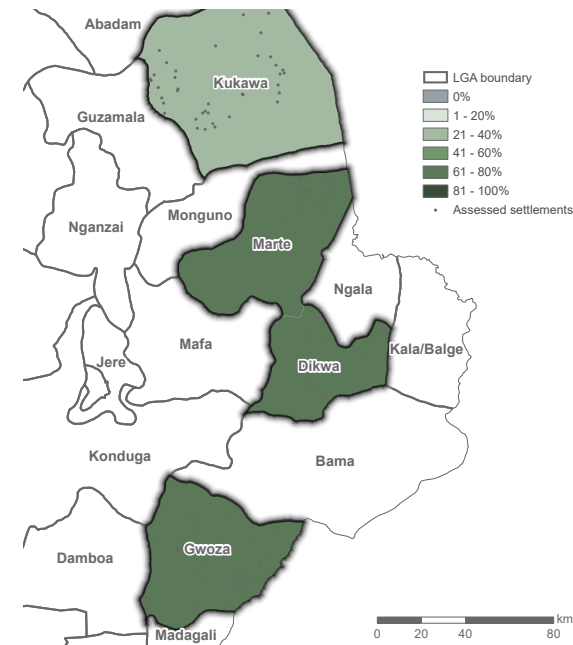 Abadam
Kukawa
Guzamala
LGA boundary
0%
1 - 20%
21 - 40%
41 - 60%
61 - 80%
81 - 100%
Assessed settlements
Monguno
Nganzai
Marte
Ngala
Mafa
Kala/Balge
Jere
Dikwa
Konduga
Bama
Gwoza
Damboa
Madagali
km
0 20 40 80